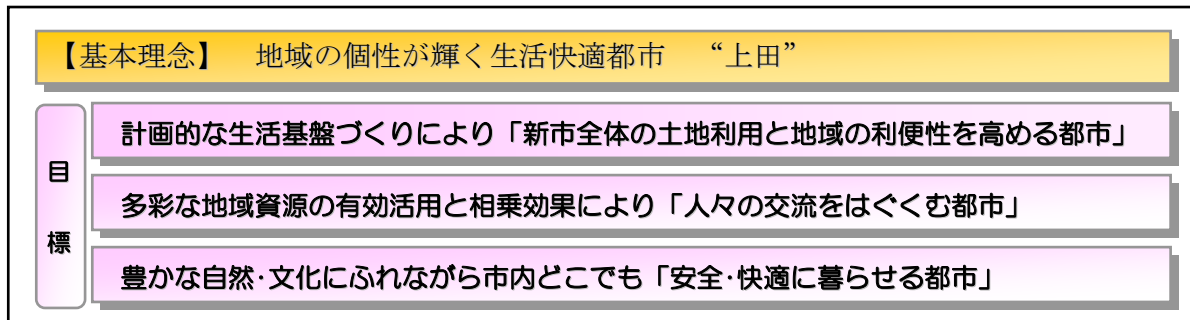 【基本理念】 地域の個性が輝く生活快適都市 “上田”
目標
計画的な生活基盤づくりにより「新市全体の土地利用と地域の利便性を高める都市」
多彩な地域資源の有効活用と相乗効果により「人々の交流をはぐくむ都市」
豊かな自然・文化にふれながら市内どこでも「安全・快適に暮らせる都市」